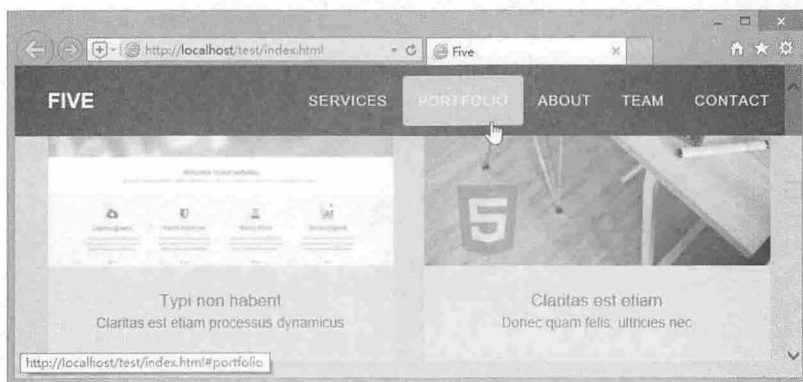 http://localhost/test/index.html
Five
FIVE
SERVICES PORTFOLIO ABOUT TEAM CONTACT
5
Typi non habent
Claritas est etiam processus dynamicus
Claritas est etiam
Donec quam felis, ultricies nec
http://localhost/test/index.html#portfolio